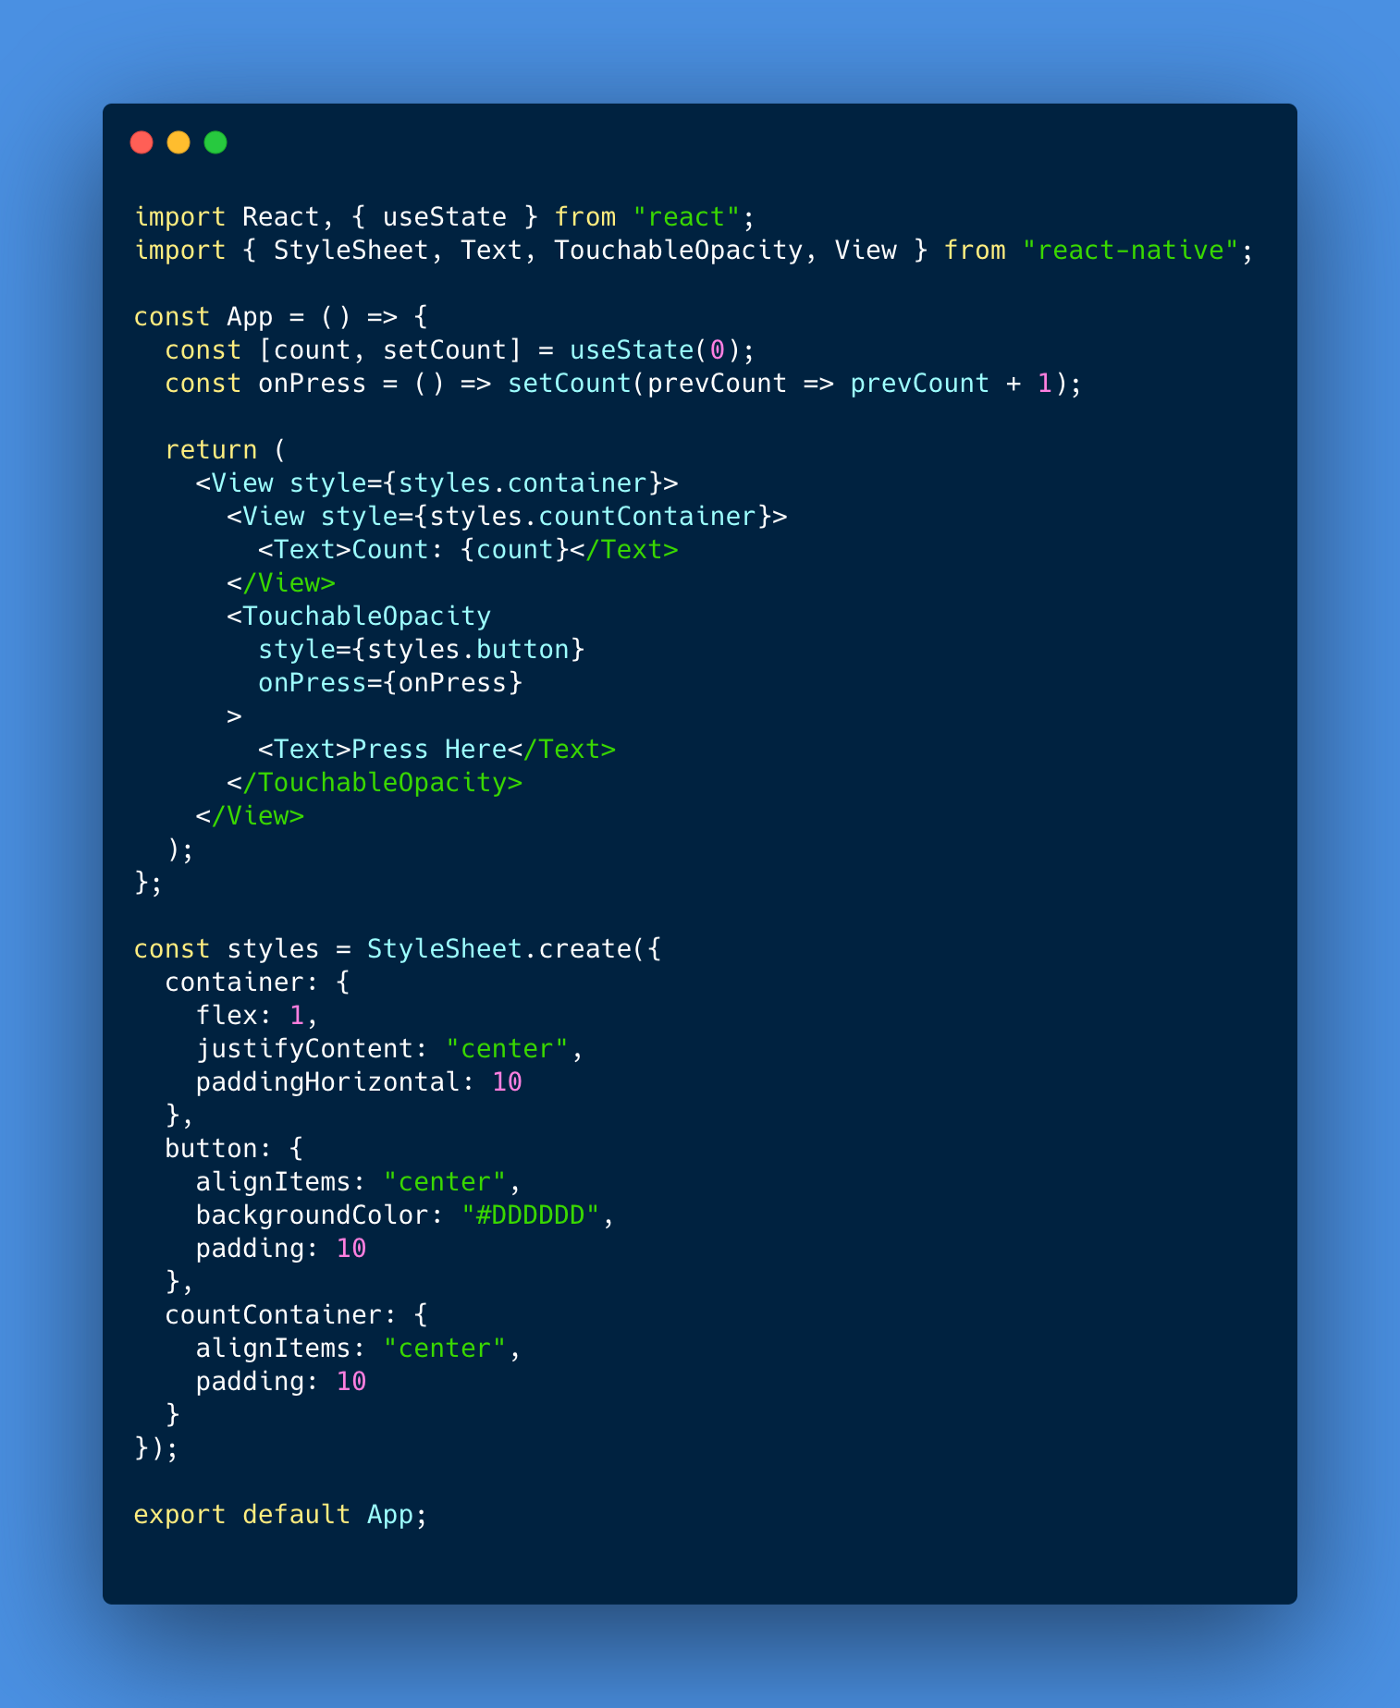 import React, { useState } from "react";
import { StyleSheet, Text, TouchableOpacity, View } from "react-native";

const App = () => {
  const [count, setCount] = useState(0);
  const onPress = () => setCount(prevCount => prevCount + 1);

  return (
    <View style={styles.container}>
      <View style={styles.countContainer}>
        <Text>Count: {count}</Text>
      </View>
      <TouchableOpacity
        style={styles.button}
        onPress={onPress}
      >
        <Text>Press Here</Text>
      </TouchableOpacity>
    </View>
  );
};

const styles = StyleSheet.create({
  container: {
    flex: 1,
    justifyContent: "center",
    paddingHorizontal: 10
  },
  button: {
    alignItems: "center",
    backgroundColor: "#DDDDDD",
    padding: 10
  },
  countContainer: {
    alignItems: "center",
    padding: 10
  }
});

export default App;